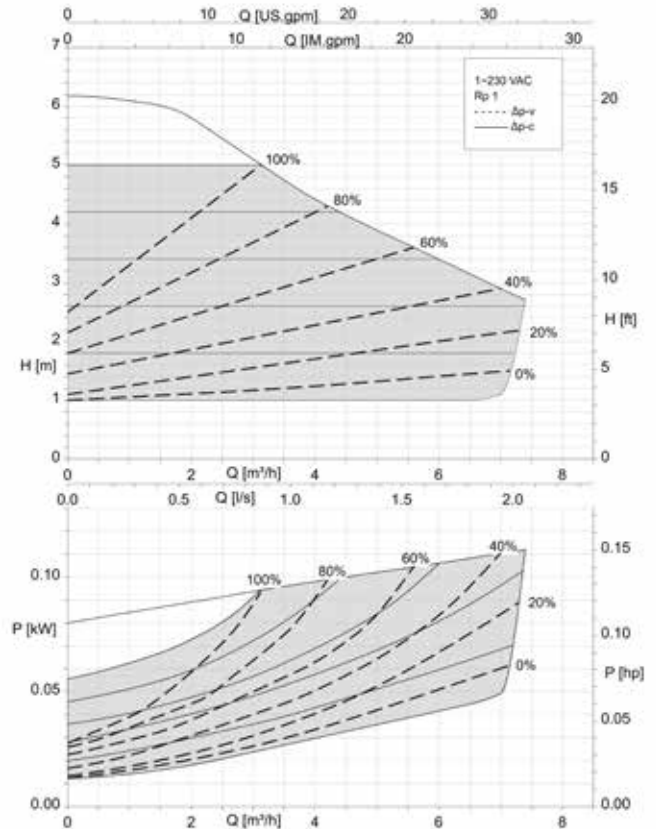 0 10 Q [US.gpm] 20 30
0 10 Q [IM.gpm] 20 30
7
6
5
4
3
2
H [m]
1
0
1~230 VAC
Rp 1
Δp-v
Δp-c
100%
80%
60%
40%
20%
0%
20
15
10
H [ft]
5
0
0 2 Q [m³/h] 4 6 8
0.0 0.5 Q [l/s] 1.0 1.5 2.0
0.10
P [kW]
0.05
0.00
100%
80%
60%
40%
20%
0%
0.15
0.10
P [hp]
0.05
0.00
0 2 Q [m³/h] 4 6 8